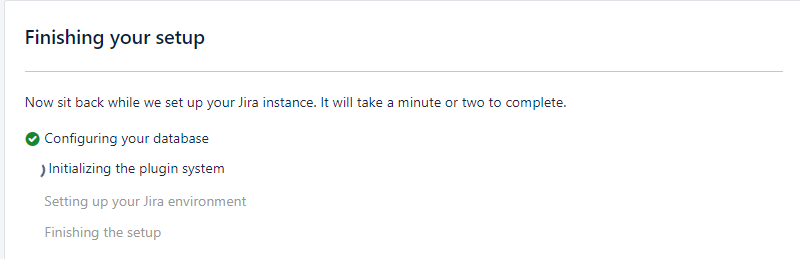 Finishing your setup
Now sit back while we set up your Jira instance. It will take a minute or two to complete.
Configuring your database
Initializing the plugin system
Setting up your Jira environment
Finishing the setup